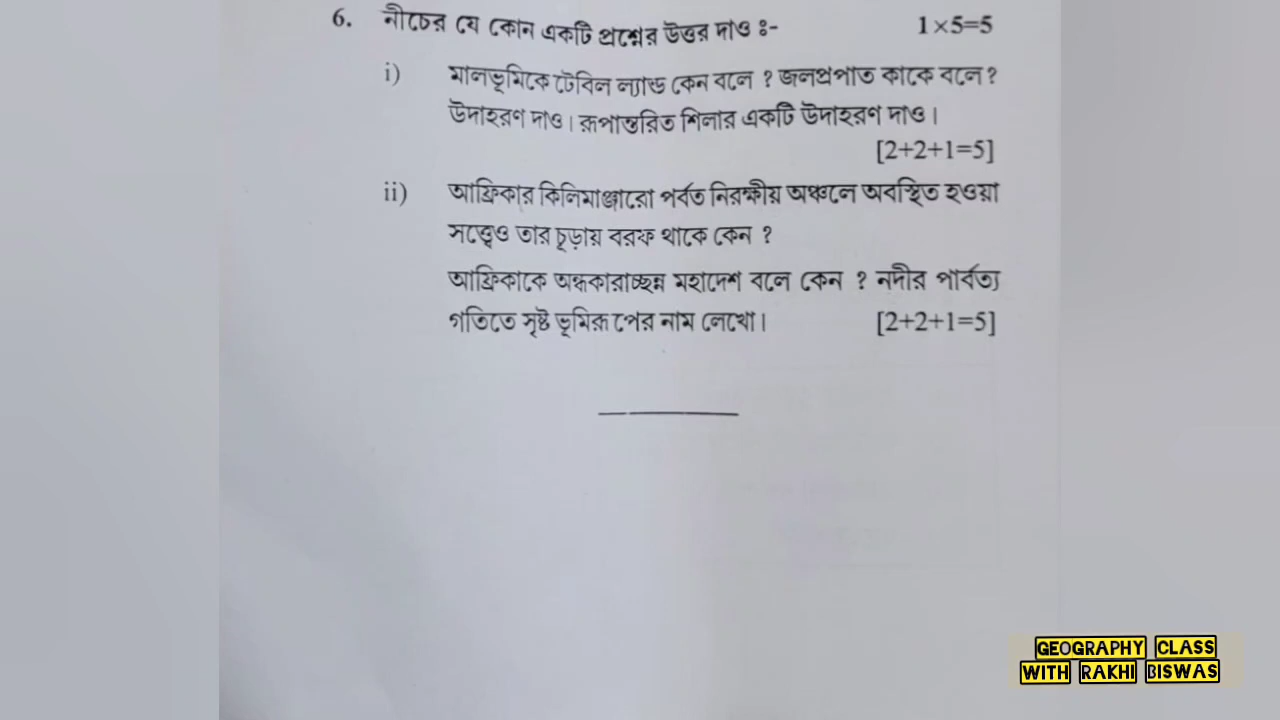 6. নীচের যে কোন একটি প্রশ্নের উত্তর দাও ঃ- 1×5=5
i) মালভূমিকে টেবিল ল্যান্ড কেন বলে ? জলপ্রপাত কাকে বলে ?
উদাহরণ দাও। রূপান্তরিত শিলার একটি উদাহরণ দাও।
[2+2+1=5]
ii) আফ্রিকার কিলিমাঞ্জারো পর্বত নিরক্ষীয় অঞ্চলে অবস্থিত হওয়া
সত্ত্বেও তার চূড়ায় বরফ থাকে কেন ?
আফ্রিকাকে অন্ধকারাচ্ছন্ন মহাদেশ বলে কেন ? নদীর পার্বত্য
গতিতে সৃষ্ট ভূমিরূপের নাম লেখো। [2+2+1=5]
GEOGRAPHY CLASS
WITH RAKHI BISWAS